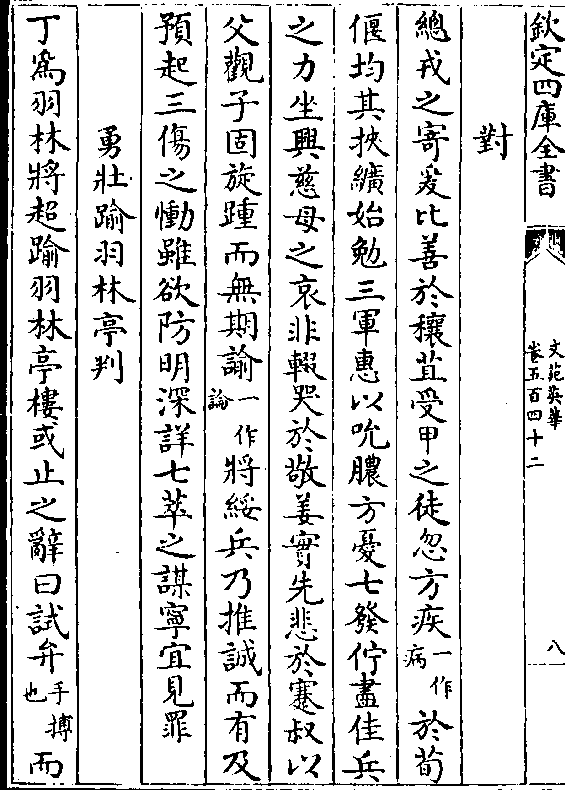 欽定四庫全書
文苑英華
卷五百四十二
八
對
總戎之寄爰比善於穰苴受甲之徒忽方疾一作病於荀
偃均其挾纊始勉三軍惠以吮膿方憂七發佇盡佳兵
之力坐興慈母之哀非輟哭於敬姜實先悲於蹇叔以
父觀子固旋踵而無期諭一作論將綏兵乃推誠而有及
預起三傷之慟雖欲防明深詳七萃之謀寧宜見罪
勇壯踰羽林亭判
丁為羽林將超踰羽林亭樓或止之辭曰試弁手搏也而